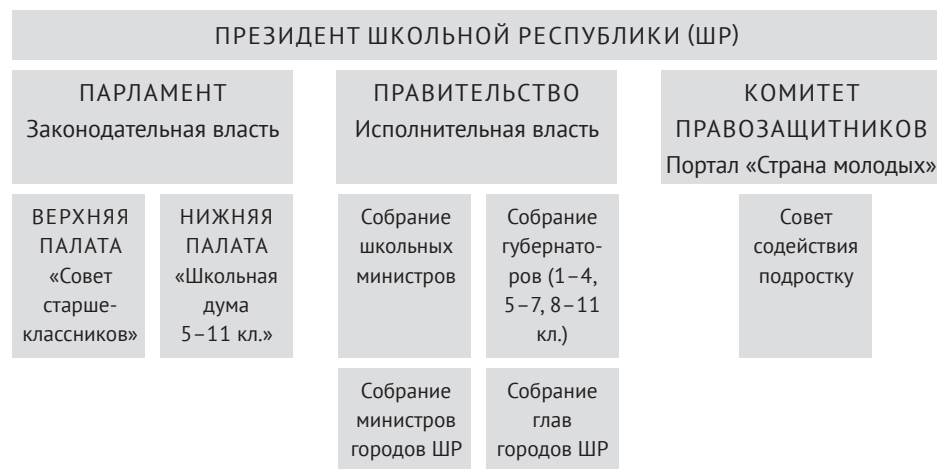 ПРЕЗИДЕНТ ШКОЛЬНОЙ РЕСПУБЛИКИ (ШР)
ПАРЛАМЕНТ
Законодательная власть
ПРАВИТЕЛЬСТВО
Исполнительная власть
КОМИТЕТ
ПРАВОЗАЩИТНИКОВ
Портал «Страна молодых»
ВЕРХНЯЯ
ПАЛАТА
«Совет
старше-
классников»
НИЖНЯЯ
ПАЛАТА
«Школьная
дума
5–11 кл.»
Собрание
школьных
министров
Собрание
губернато-
ров (1–4,
5–7, 8–11
кл.)
Совет
содействия
подростку
Собрание
министров
городов ШР
Собрание
глав
городов ШР